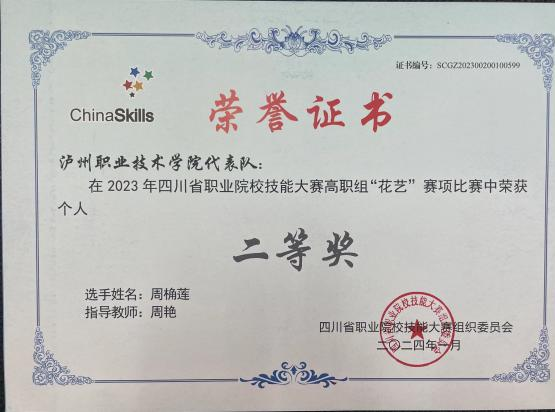 证书编号：SCGZ202300200100599
ChinaSkills
荣誉证书
泸州职业技术学院代表队：
在 2023 年四川省职业院校技能大赛高职组“花艺”赛项比赛中荣获
个人
二等奖
选手姓名：周桷莲
指导教师：周艳
四川省职业院校技能大赛组织委员会
二〇二四年一月